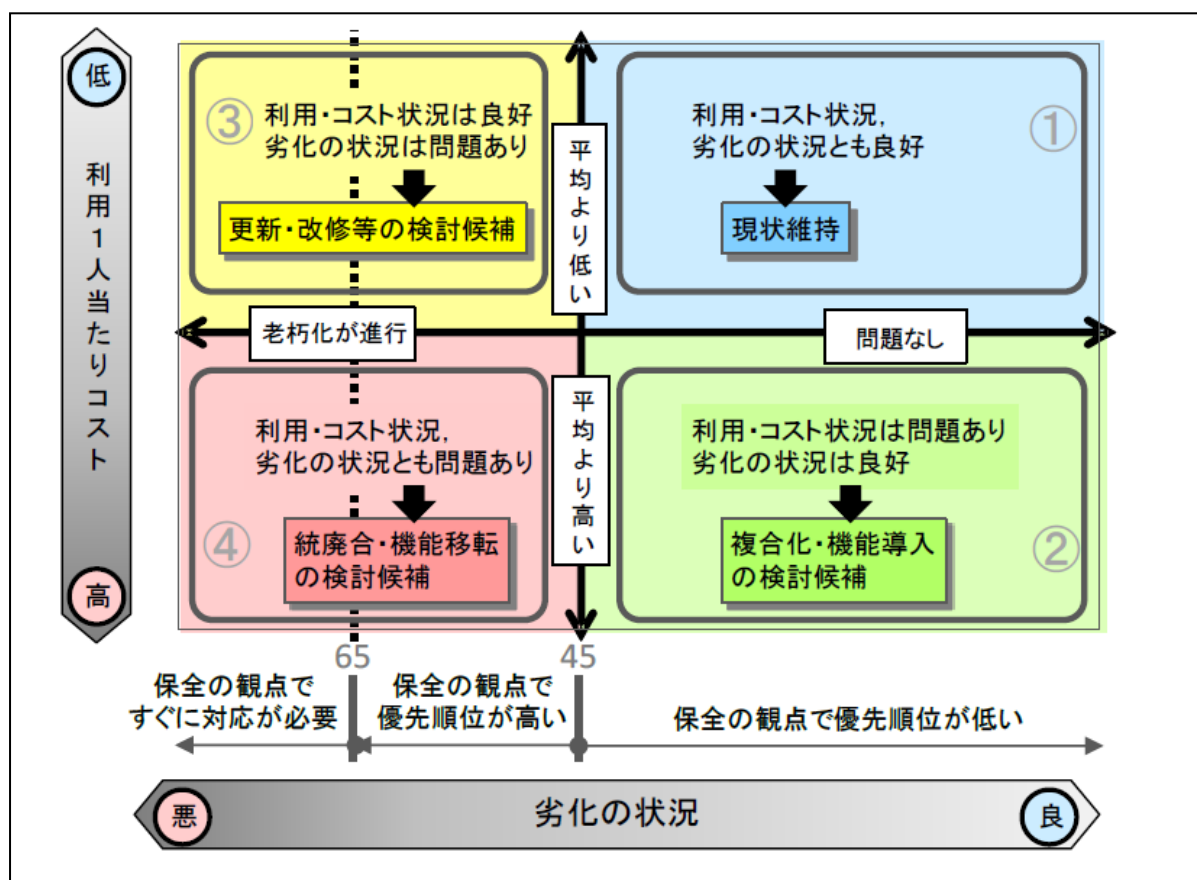 低
利用1人当たりコスト
高
③
利用・コスト状況は良好
劣化の状況は問題あり
更新・改修等の検討候補
平均より低い
利用・コスト状況,
劣化の状況とも良好
現状維持
①
老朽化が進行
問題なし
利用・コスト状況,
劣化の状況とも問題あり
④
統廃合・機能移転
の検討候補
平均より高い
利用・コスト状況は問題あり
劣化の状況は良好
複合化・機能導入
の検討候補
②
65
45
保全の観点で
すぐに対応が必要
保全の観点で
優先順位が高い
保全の観点で優先順位が低い
悪
劣化の状況
良